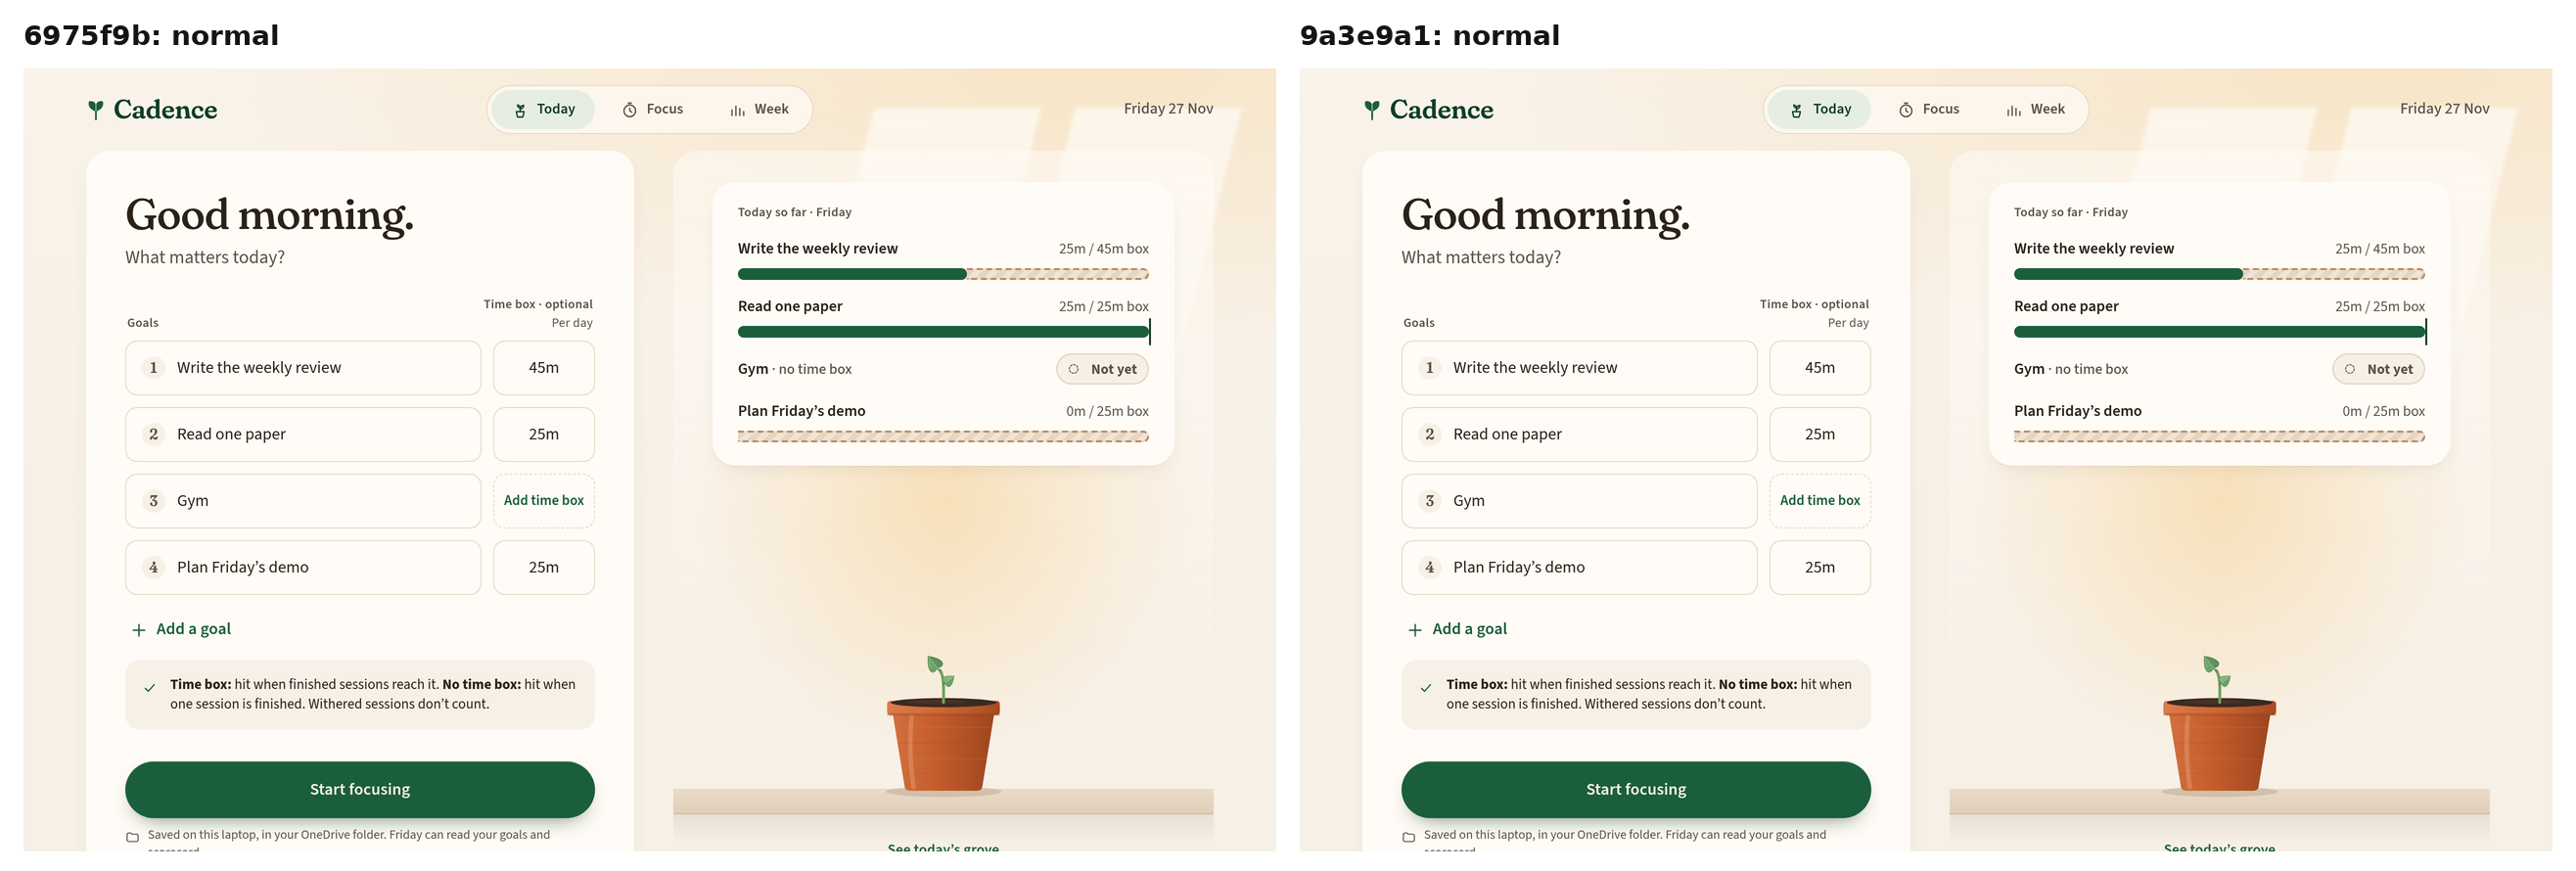 6975f9b: normal
Cadence
Today
Focus
Week
Friday 27 Nov
Good morning.
What matters today?
Time box · optional
Goals
Per day
1 Write the weekly review 45m
2 Read one paper 25m
3 Gym Add time box
4 Plan Friday’s demo 25m
+ Add a goal
Time box: hit when finished sessions reach it. No time box: hit when
one session is finished. Withered sessions don’t count.
Start focusing
Saved on this laptop, in your OneDrive folder. Friday can read your goals and
scorecard.
Today so far · Friday
Write the weekly review 25m / 45m box
Read one paper 25m / 25m box
Gym · no time box Not yet
Plan Friday’s demo 0m / 25m box
See today’s grove
9a3e9a1: normal
Cadence
Today
Focus
Week
Friday 27 Nov
Good morning.
What matters today?
Time box · optional
Goals
Per day
1 Write the weekly review 45m
2 Read one paper 25m
3 Gym Add time box
4 Plan Friday’s demo 25m
+ Add a goal
Time box: hit when finished sessions reach it. No time box: hit when
one session is finished. Withered sessions don’t count.
Start focusing
Saved on this laptop, in your OneDrive folder. Friday can read your goals and
scorecard.
Today so far · Friday
Write the weekly review 25m / 45m box
Read one paper 25m / 25m box
Gym · no time box Not yet
Plan Friday’s demo 0m / 25m box
See today’s grove